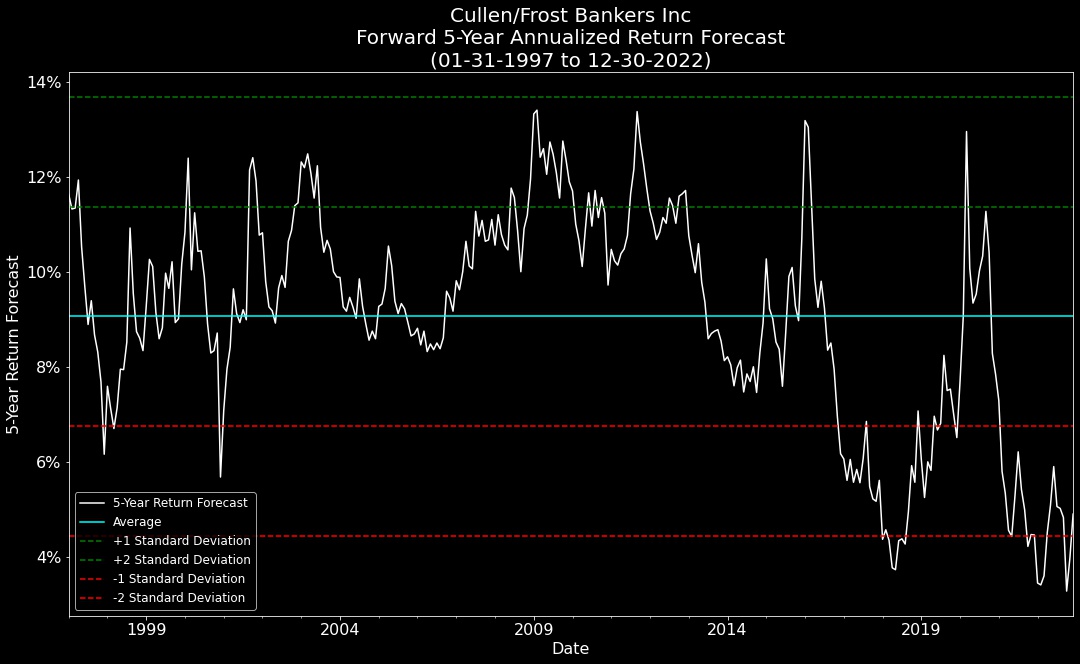 Cullen/Frost Bankers Inc
Forward 5-Year Annualized Return Forecast
(01-31-1997 to 12-30-2022)
14%
12%
10%
8%
6%
4%
5-Year Return Forecast
5-Year Return Forecast
Average
+1 Standard Deviation
+2 Standard Deviation
-1 Standard Deviation
-2 Standard Deviation
1999
2004
2009
2014
2019
Date